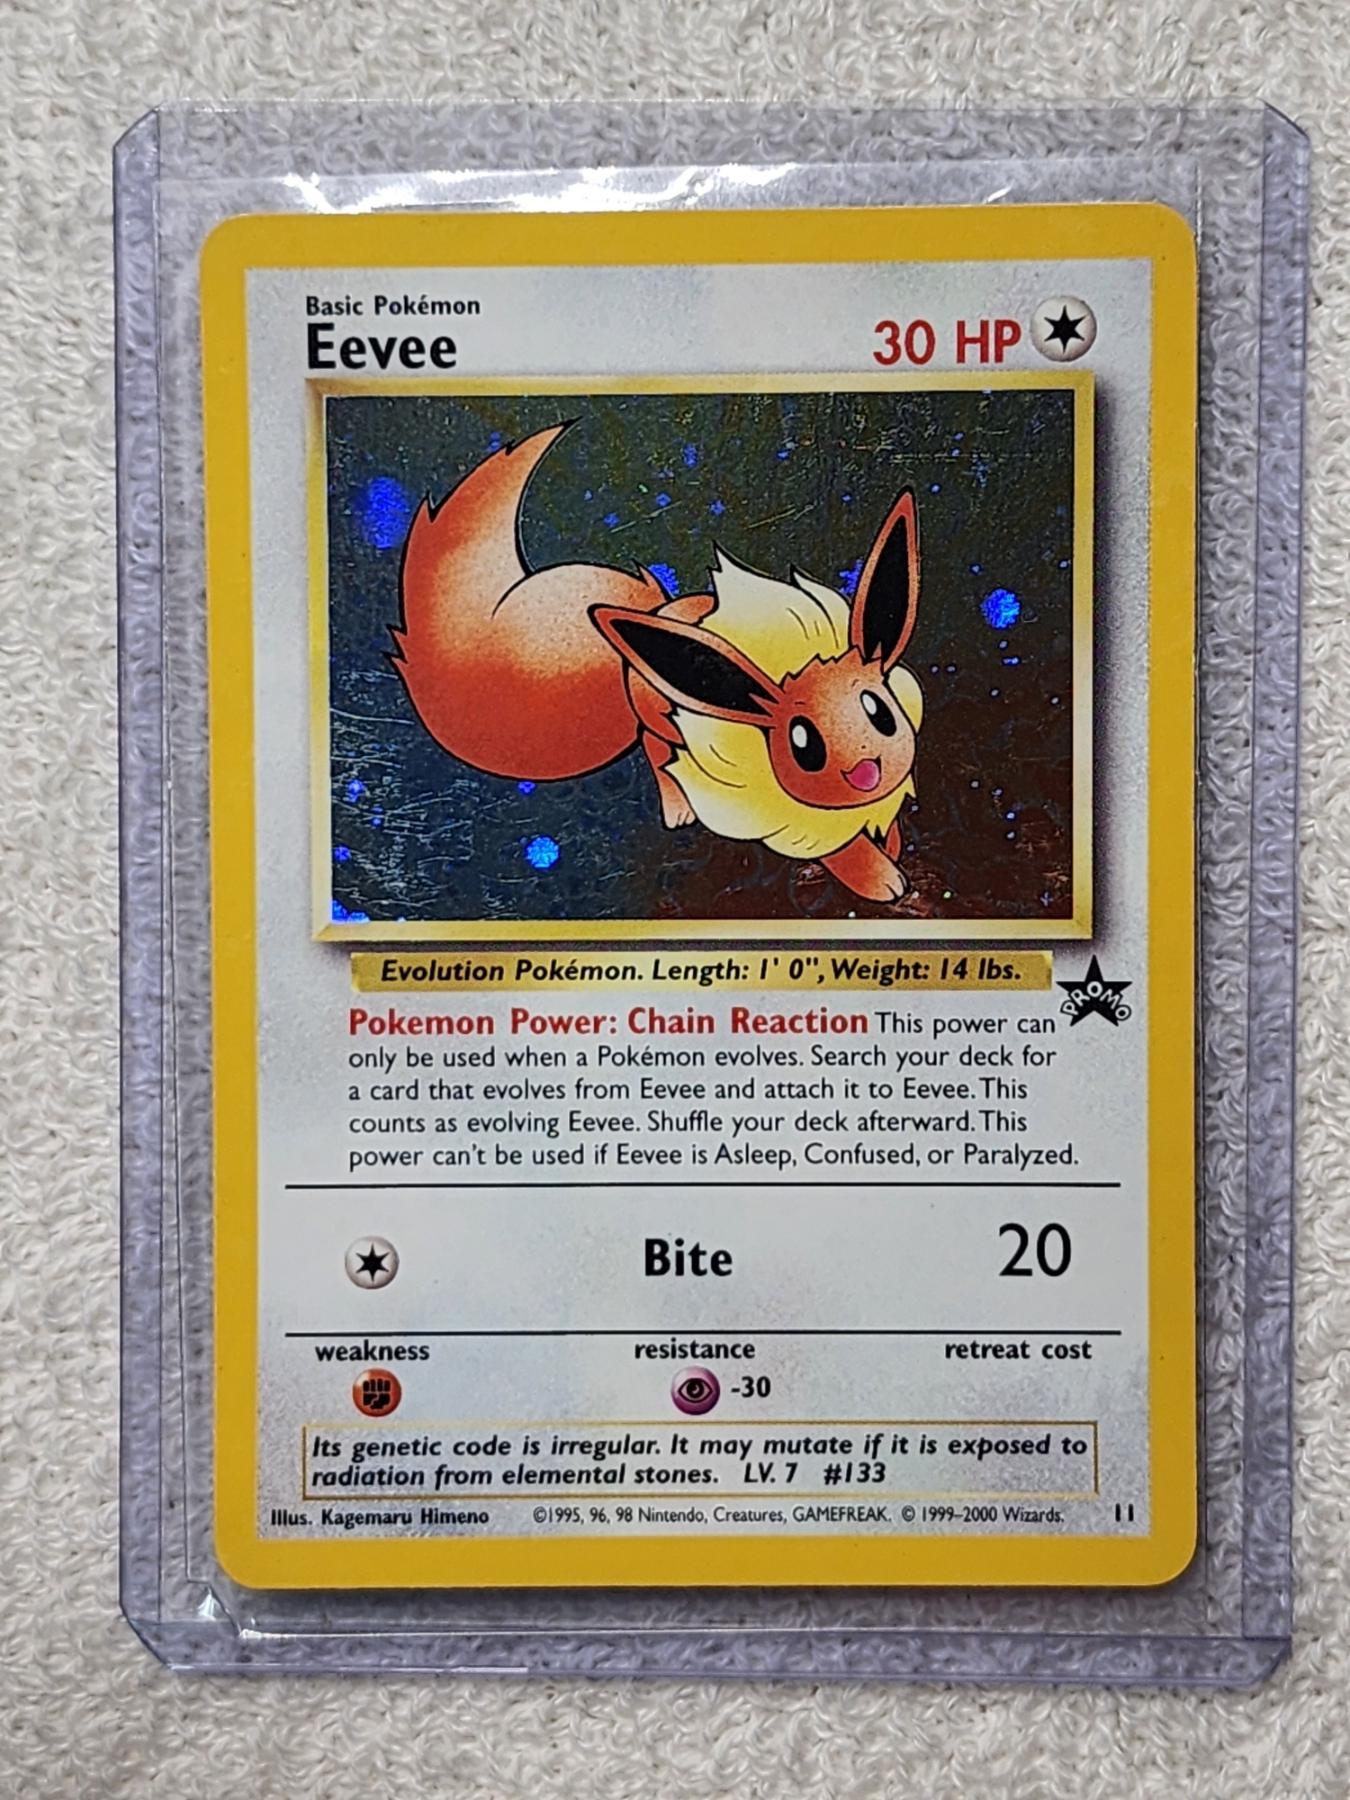 Basic Pokémon
Eevee
30 HP
Evolution Pokémon. Length: 1' 0", Weight: 14 lbs.
PROMO
Pokemon Power: Chain Reaction This power can
only be used when a Pokémon evolves. Search your deck for
a card that evolves from Eevee and attach it to Eevee. This
counts as evolving Eevee. Shuffle your deck afterward. This
power can't be used if Eevee is Asleep, Confused, or Paralyzed.
Bite 20
weakness resistance retreat cost
-30
Its genetic code is irregular. It may mutate if it is exposed to
radiation from elemental stones. LV. 7 #133
Illus. Kagemaru Himeno ©1995, 96, 98 Nintendo, Creatures, GAMEFREAK. © 1999–2000 Wizards. 11